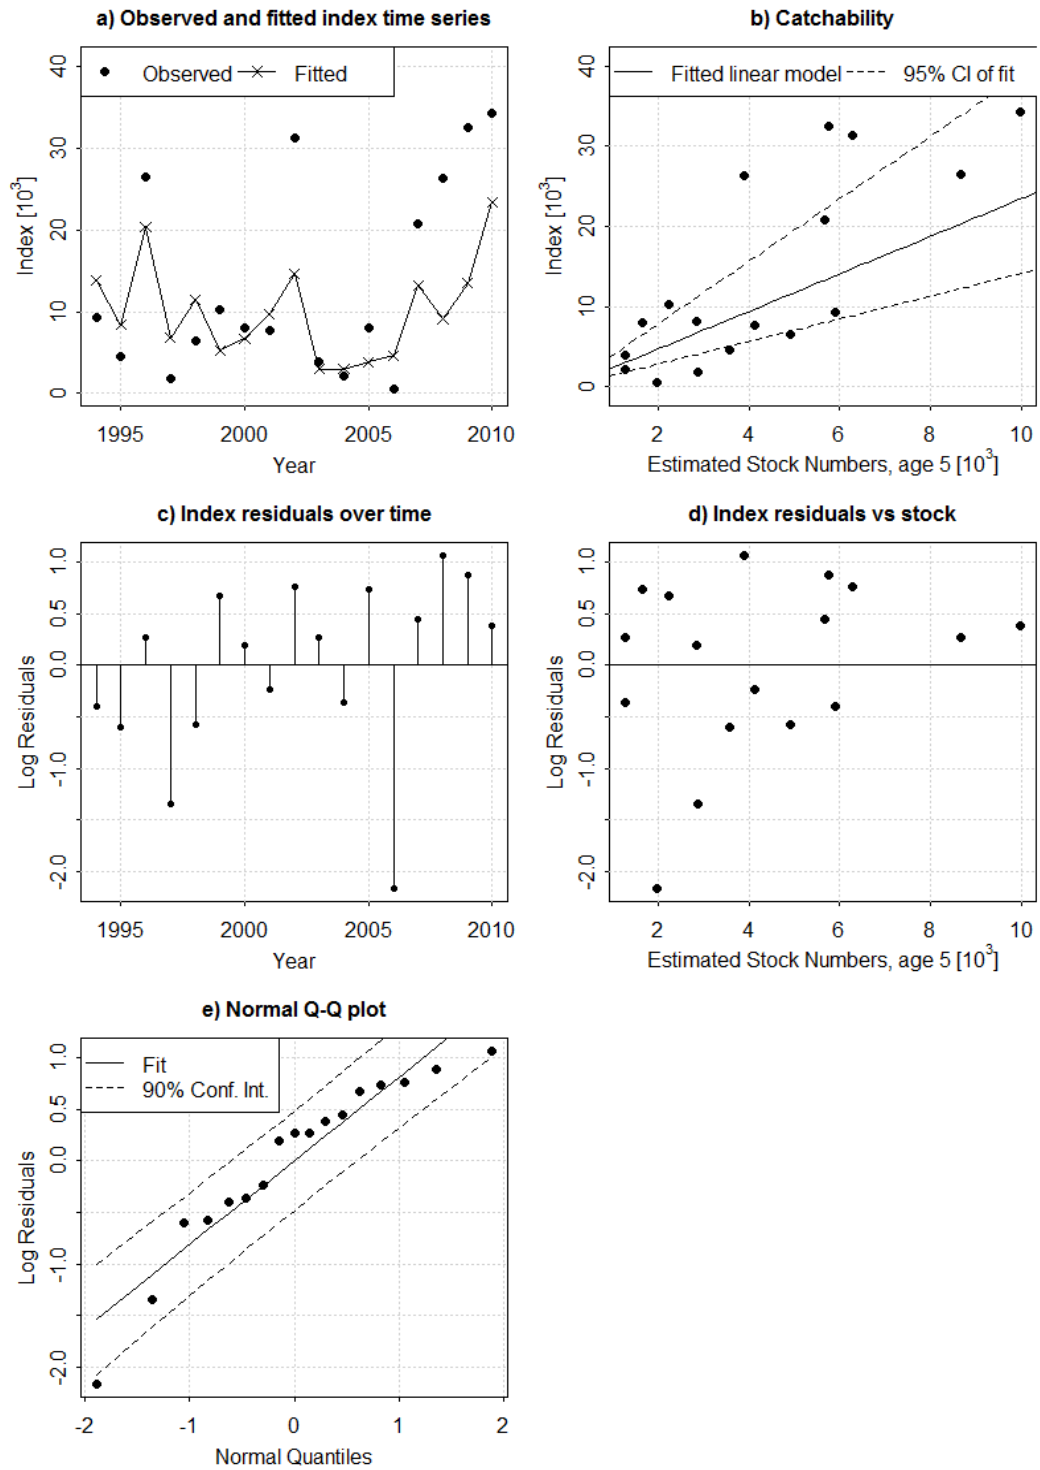 a) Observed and fitted index time series
Observed Fitted
40
30
20
10
0
Index [10³]
1995 2000 2005 2010
Year
b) Catchability
Fitted linear model 95% CI of fit
40
30
20
10
0
Index [10³]
2 4 6 8 10
Estimated Stock Numbers, age 5 [10³]
c) Index residuals over time
1.0
0.5
0.0
-1.0
-2.0
Log Residuals
1995 2000 2005 2010
Year
d) Index residuals vs stock
1.0
0.5
0.0
-1.0
-2.0
Log Residuals
2 4 6 8 10
Estimated Stock Numbers, age 5 [10³]
e) Normal Q-Q plot
Fit
90% Conf. Int.
1.0
0.5
0.0
-1.0
-2.0
Log Residuals
-2 -1 0 1 2
Normal Quantiles